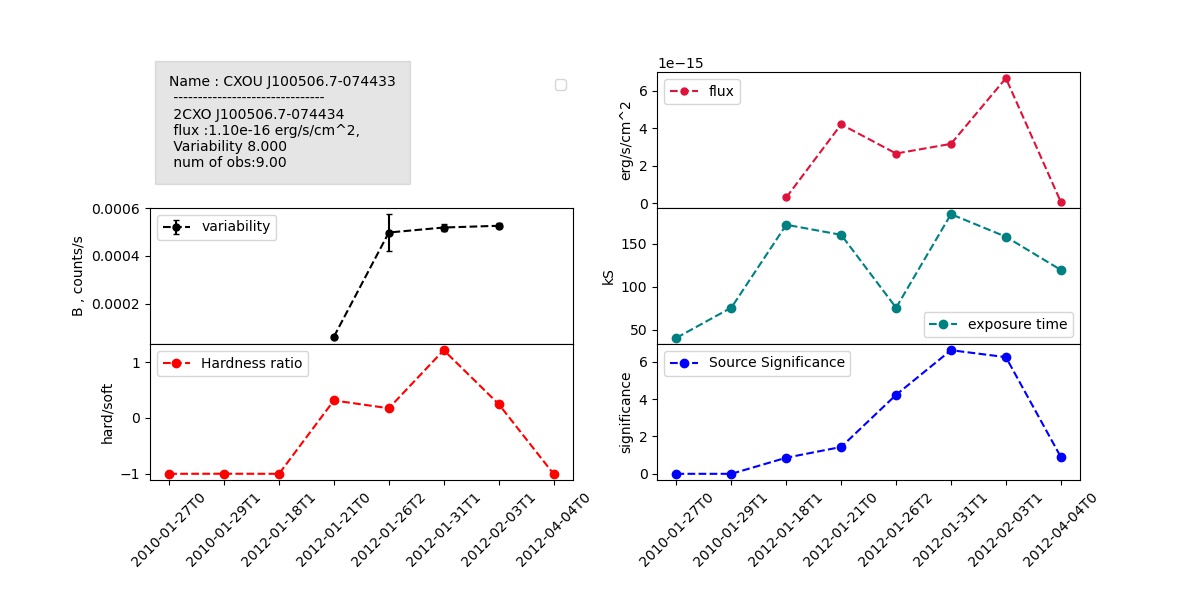 Name : CXOU J100506.7-074433
------------------------------
2CXO J100506.7-074434
flux :1.10e-16 erg/s/cm^2,
Variability 8.000
num of obs:9.00
0.0006
0.0004
0.0002
B , counts/s
variability
1
0
−1
hard/soft
Hardness ratio
2010-01-27T0
2010-01-29T1
2012-01-18T1
2012-01-21T0
2012-01-26T2
2012-01-31T1
2012-02-03T1
2012-04-04T0
1e−15
6
4
2
0
erg/s/cm^2
flux
150
100
50
kS
exposure time
6
4
2
0
significance
Source Significance
2010-01-27T0
2010-01-29T1
2012-01-18T1
2012-01-21T0
2012-01-26T2
2012-01-31T1
2012-02-03T1
2012-04-04T0